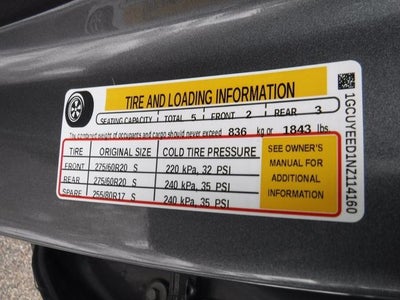 TIRE AND LOADING INFORMATION
SEATING CAPACITY TOTAL 5 FRONT 2 REAR 3
The combined weight of occupants and cargo should never exceed 836 kg or 1843 lbs
TIRE ORIGINAL SIZE COLD TIRE PRESSURE
FRONT 275/60R20 S 220 kPa, 32 PSI
REAR 275/60R20 S 240 kPa, 35 PSI
SPARE 255/80R17 S 240 kPa, 35 PSI
SEE OWNER'S
MANUAL FOR
ADDITIONAL
INFORMATION
1GCUYEED1NZ114160